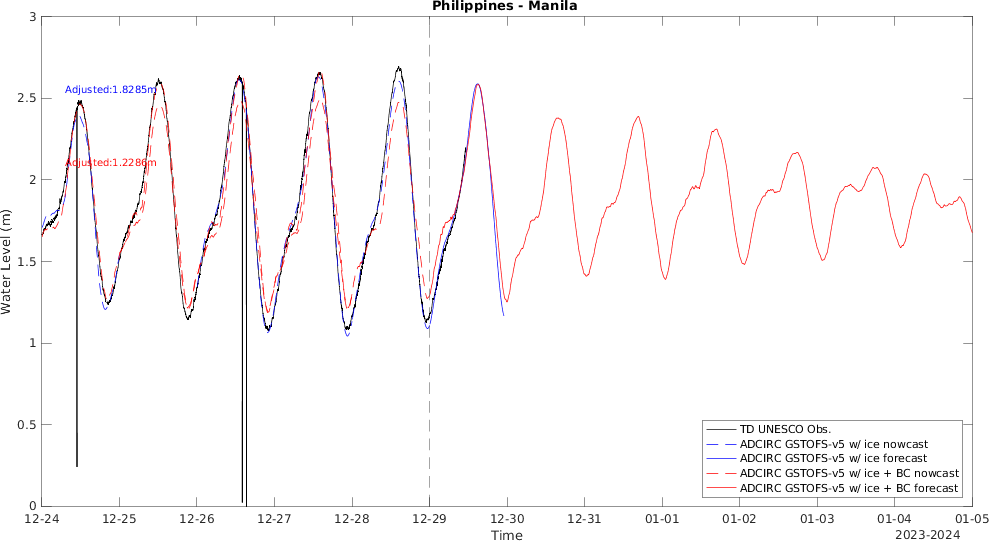 Philippines - Manila
3
2.5
2
1.5
1
0.5
0
Water Level (m)
Adjusted:1.8285m
Adjusted:1.2286m
TD UNESCO Obs.
ADCIRC GSTOFS-v5 w/ ice nowcast
ADCIRC GSTOFS-v5 w/ ice forecast
ADCIRC GSTOFS-v5 w/ ice + BC nowcast
ADCIRC GSTOFS-v5 w/ ice + BC forecast
12-24 12-25 12-26 12-27 12-28 12-29 12-30 12-31 01-01 01-02 01-03 01-04 01-05
Time
2023-2024